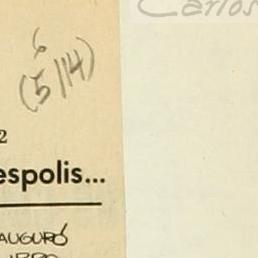 Carlos
6
(5/14)
2
espolis...
AUGURÓ